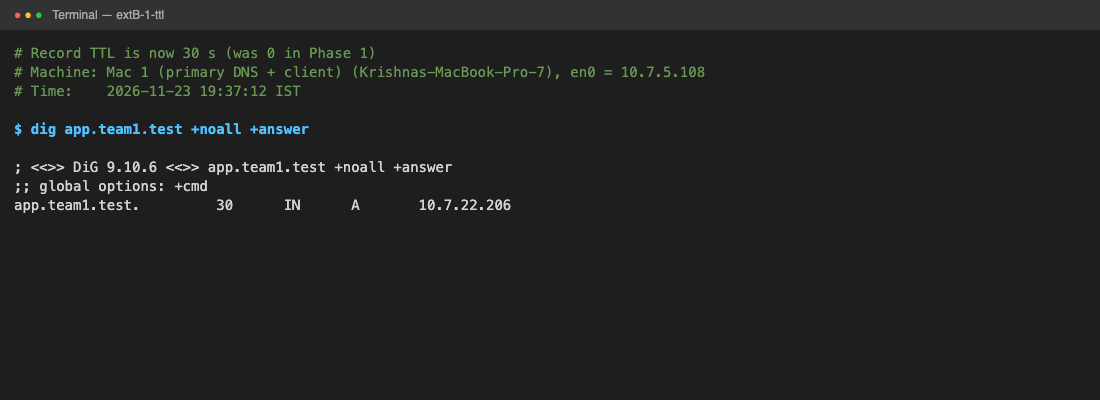 Terminal — extB-1-ttl
# Record TTL is now 30 s (was 0 in Phase 1)
# Machine: Mac 1 (primary DNS + client) (Krishnas-MacBook-Pro-7), en0 = 10.7.5.108
# Time:    2026-11-23 19:37:12 IST
$ dig app.team1.test +noall +answer
; <<>> DiG 9.10.6 <<>> app.team1.test +noall +answer
;; global options: +cmd
app.team1.test.         30      IN      A       10.7.22.206